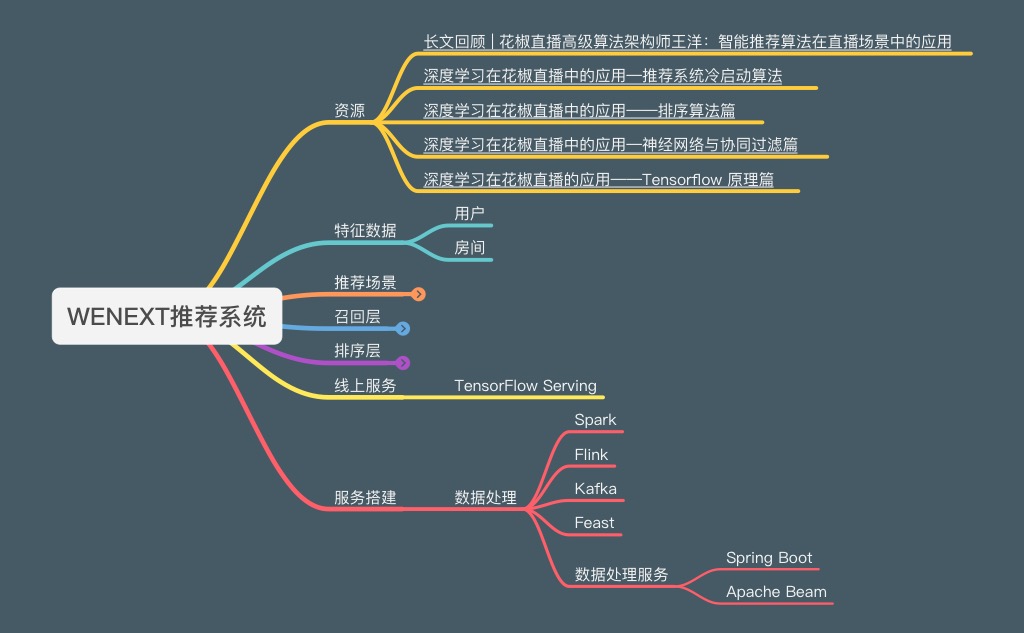 长文回顾 | 花椒直播高级算法架构师王洋：智能推荐算法在直播场景中的应用
深度学习在花椒直播中的应用—推荐系统冷启动算法
资源
深度学习在花椒直播中的应用——排序算法篇
深度学习在花椒直播中的应用—神经网络与协同过滤篇
深度学习在花椒直播的应用——Tensorflow 原理篇
用户
特征数据
房间
推荐场景
WENEXT推荐系统
召回层
排序层
线上服务
TensorFlow Serving
Spark
Flink
Kafka
服务搭建
数据处理
Feast
Spring Boot
数据处理服务
Apache Beam